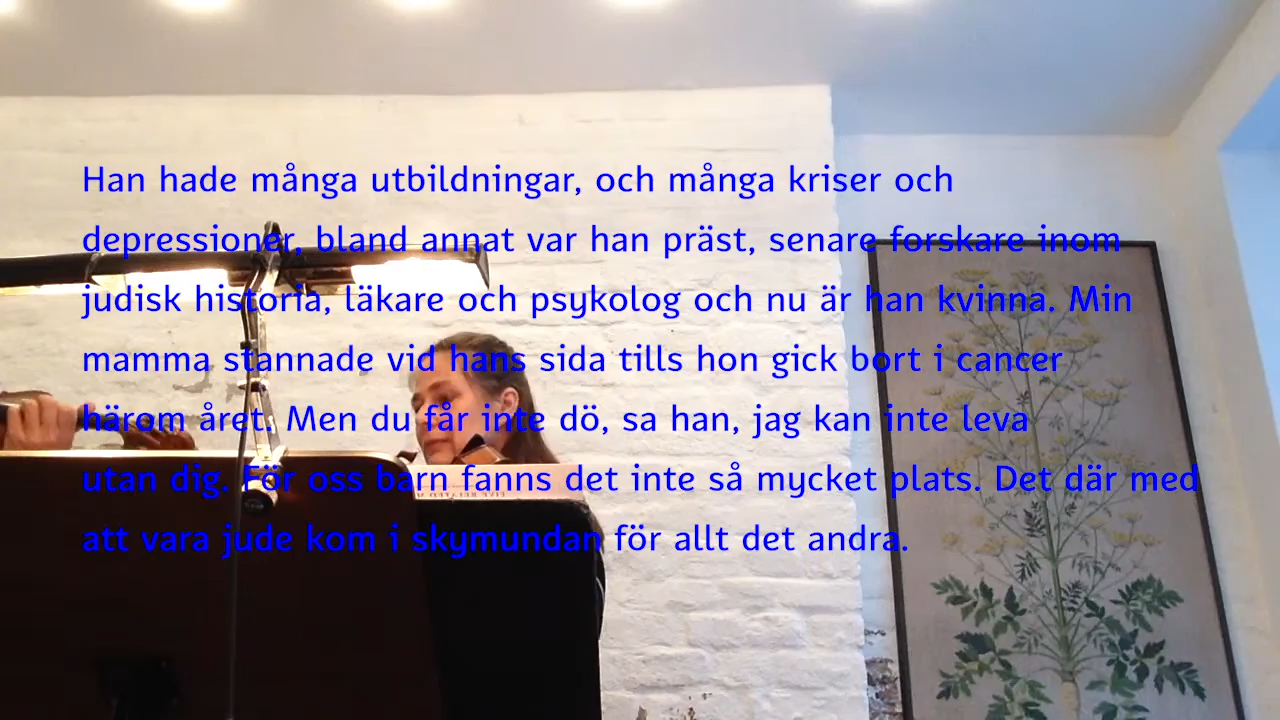 Han hade många utbildningar, och många kriser och
depressioner, bland annat var han präst, senare forskare inom
judisk historia, läkare och psykolog och nu är han kvinna. Min
mamma stannade vid hans sida tills hon gick bort i cancer
härom året. Men du får inte dö, sa han, jag kan inte leva
utan dig. För oss barn fanns det inte så mycket plats. Det där med
att vara jude kom i skymundan för allt det andra.